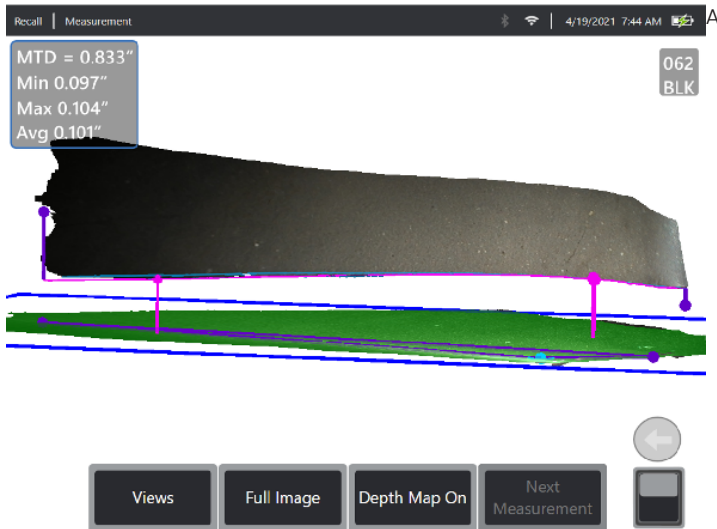 Recall | Measurement
4/19/2021 7:44 AM
A
MTD = 0.833"
Min 0.097"
Max 0.104"
Avg 0.101"
062
BLK
Views
Full Image
Depth Map On
Next
Measurement